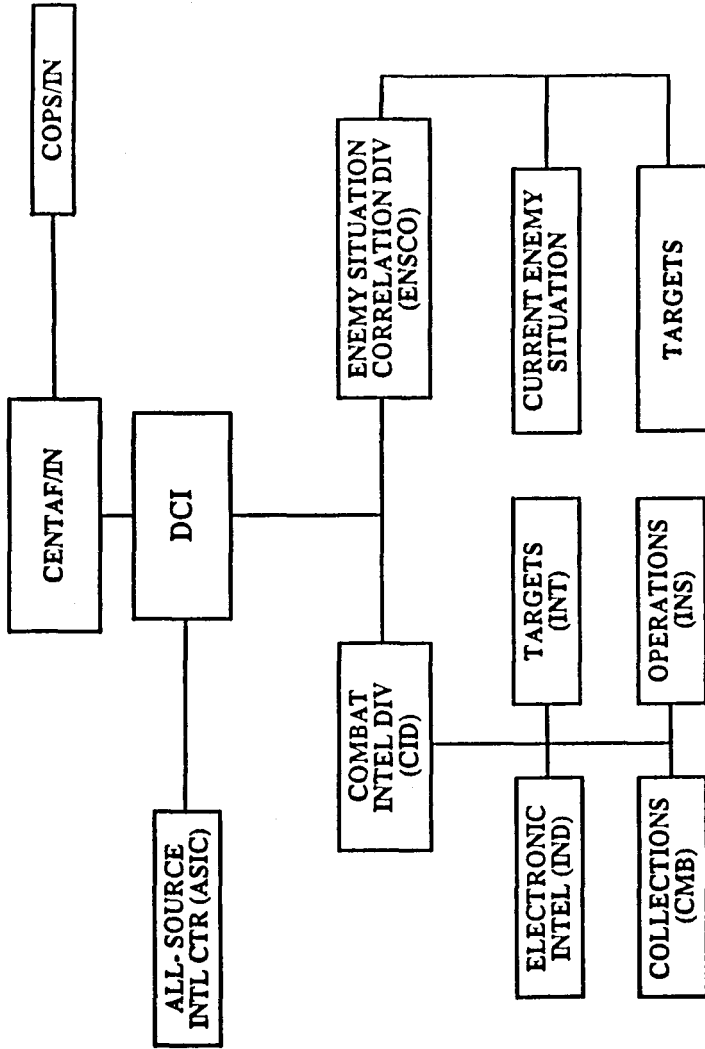 COPS/IN
CENTAF/IN
DCI
ALL-SOURCE
INTL CTR (ASIC)
COMBAT
INTEL DIV
(CID)
ENEMY SITUATION
CORRELATION DIV
(ENSCO)
ELECTRONIC
INTEL (IND)
TARGETS
(INT)
CURRENT ENEMY
SITUATION
COLLECTIONS
(CMB)
OPERATIONS
(INS)
TARGETS